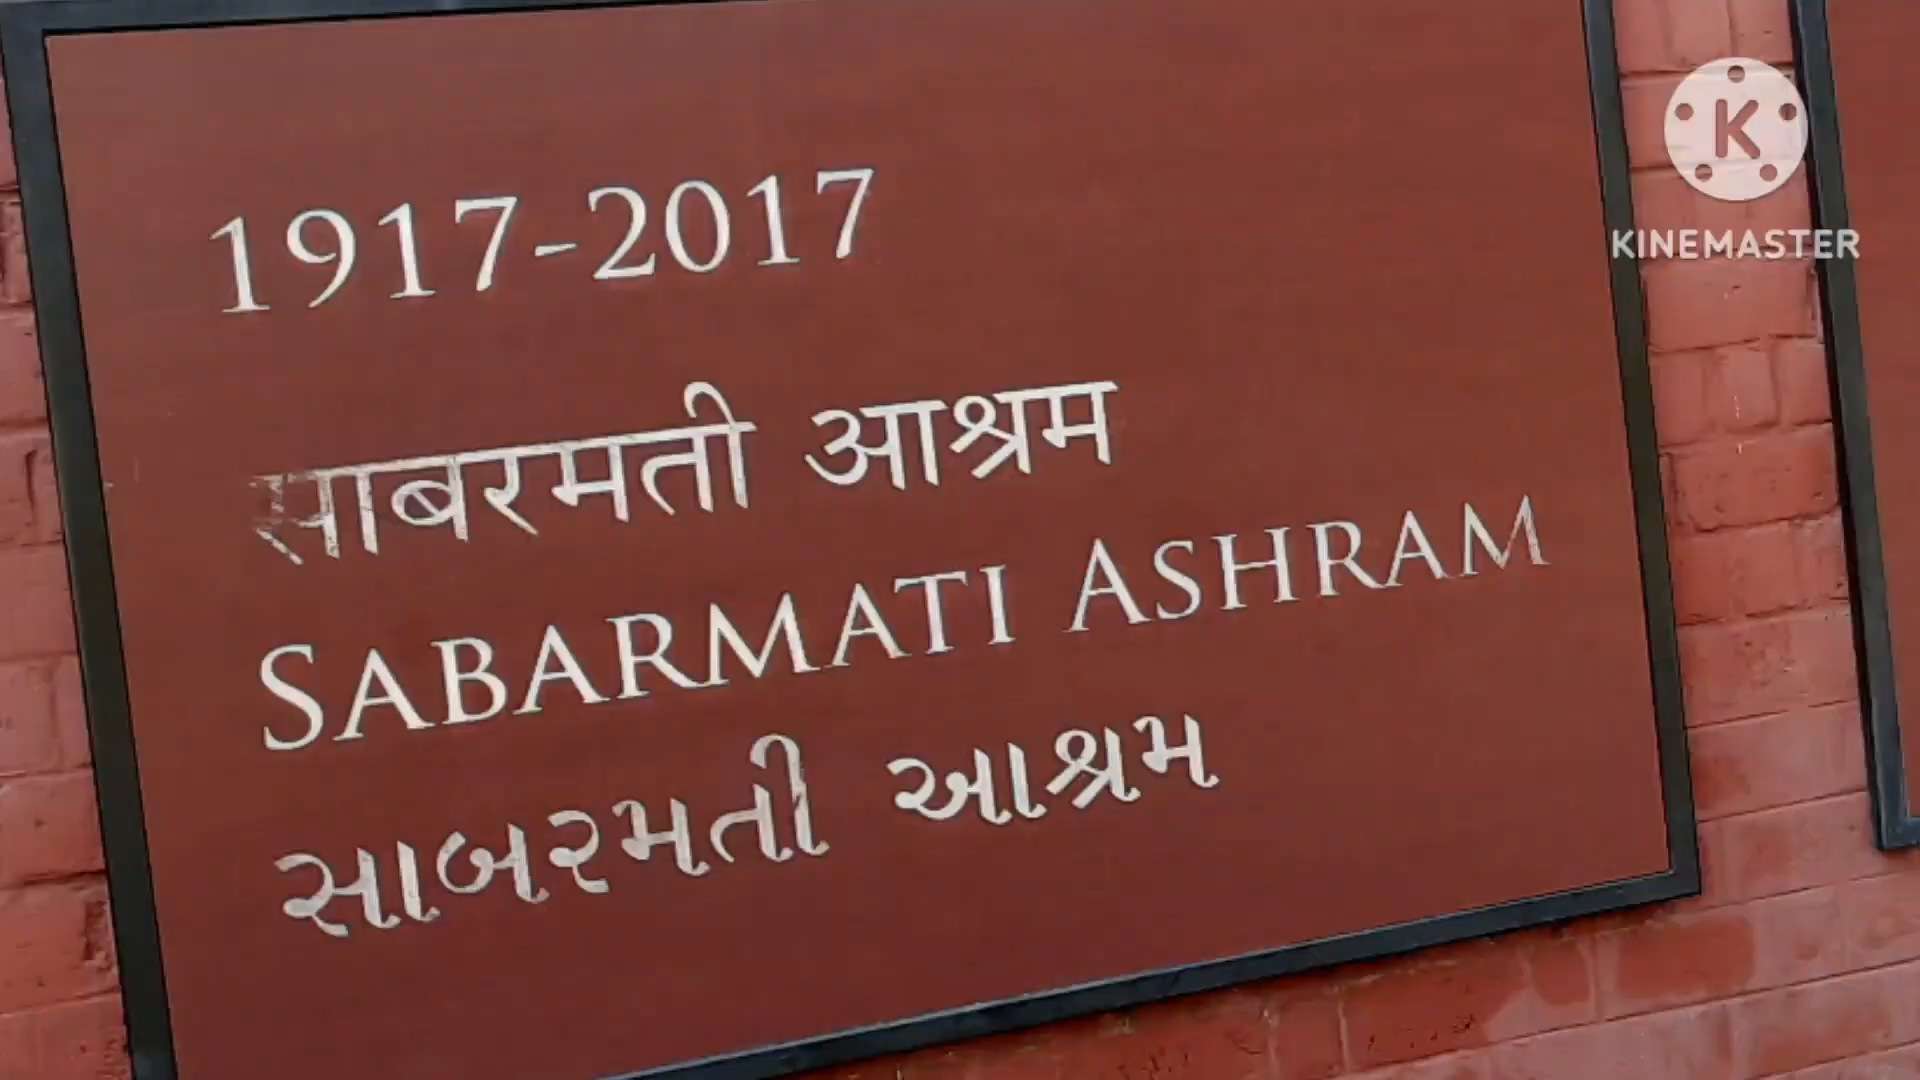 1917-2017
साबरमती आश्रम
SABARMATI ASHRAM
સાબરમતી આશ્રમ
K
KINEMASTER